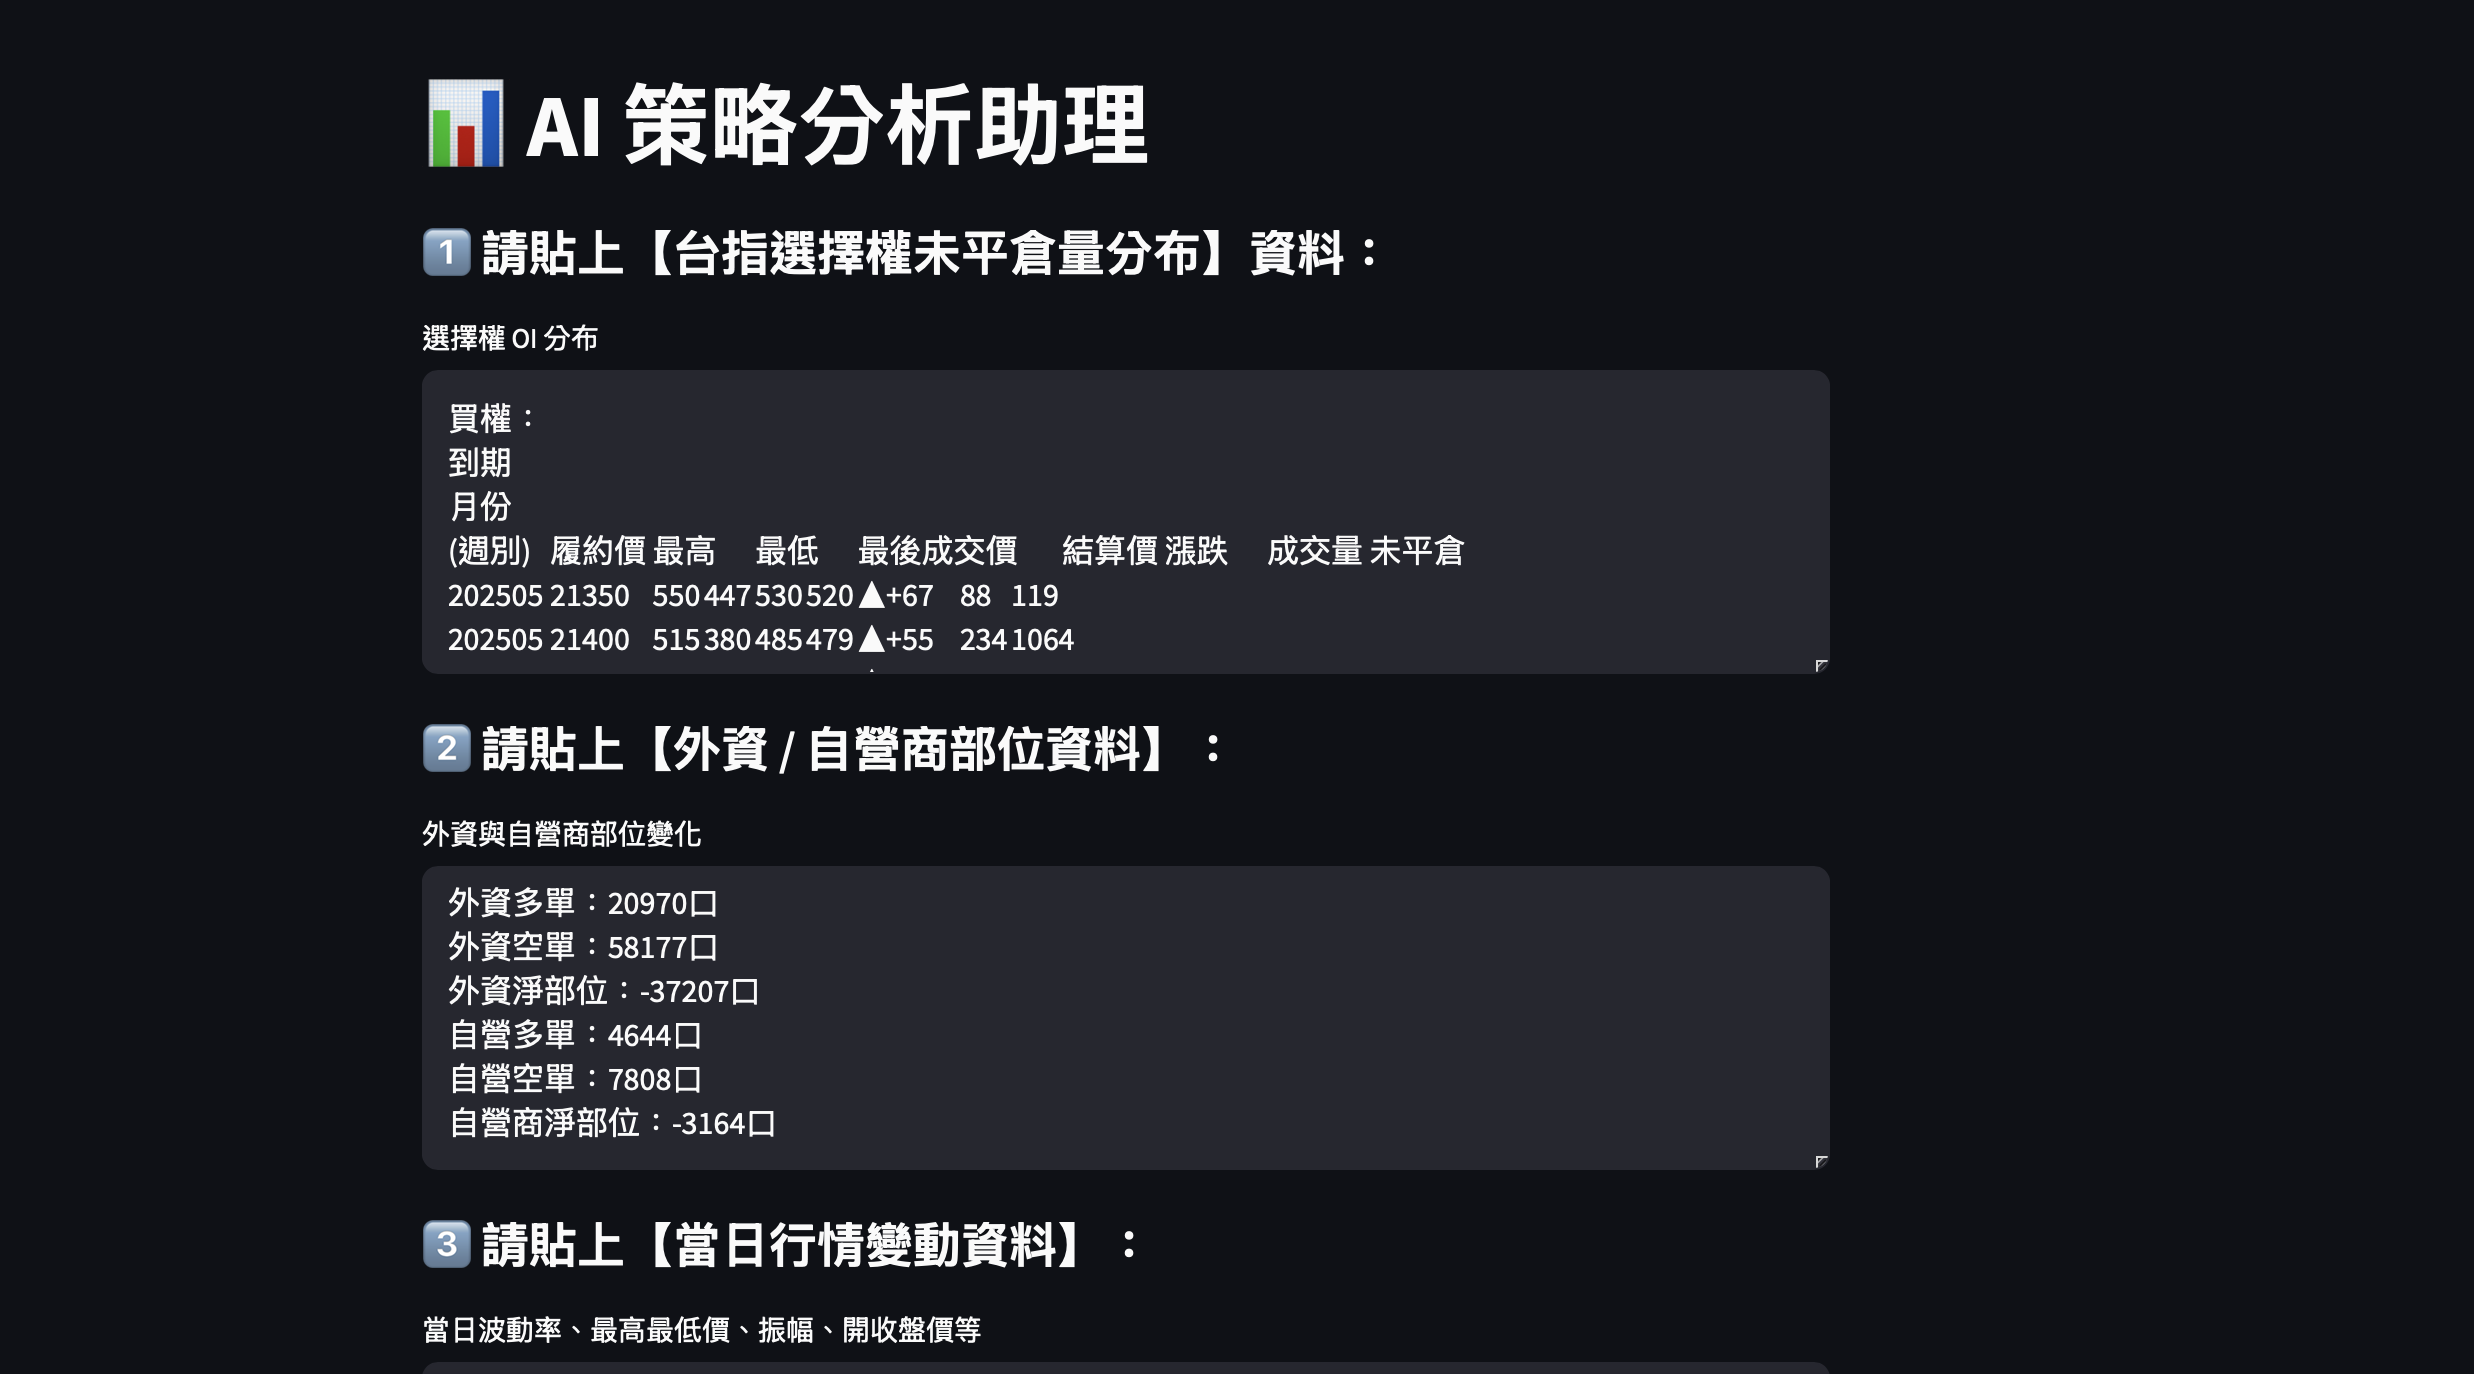 📊 AI 策略分析助理
1 請貼上【台指選擇權未平倉量分布】資料：
選擇權 OI 分布
買權：
到期
月份
(週別) 履約價 最高 最低 最後成交價 結算價 漲跌 成交量 未平倉
202505 21350 550 447 530 520 ▲+67 88 119
202505 21400 515 380 485 479 ▲+55 234 1064
2 請貼上【外資 / 自營商部位資料】：
外資與自營商部位變化
外資多單：20970口
外資空單：58177口
外資淨部位：-37207口
自營多單：4644口
自營空單：7808口
自營商淨部位：-3164口
3 請貼上【當日行情變動資料】：
當日波動率、最高最低價、振幅、開收盤價等